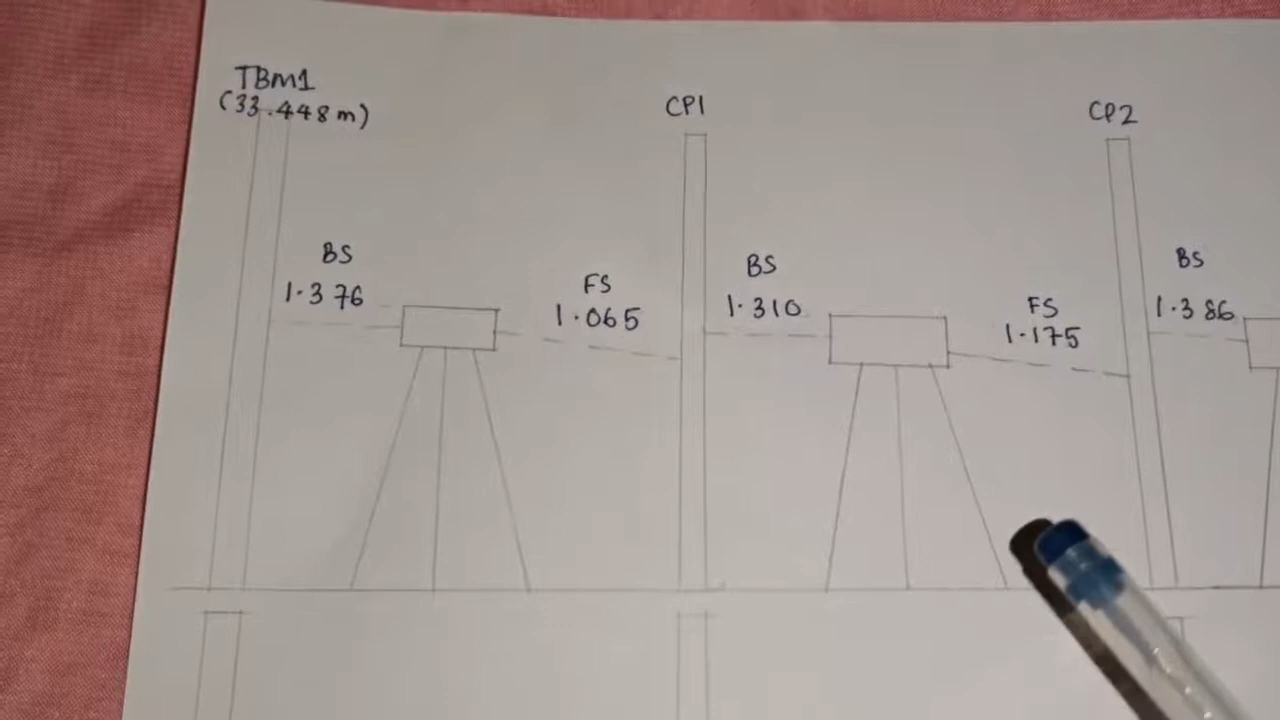 TBM1
(33.448m)
CP1
CP2
BS
1.376
FS
1.065
BS
1.310
FS
1.175
BS
1.386